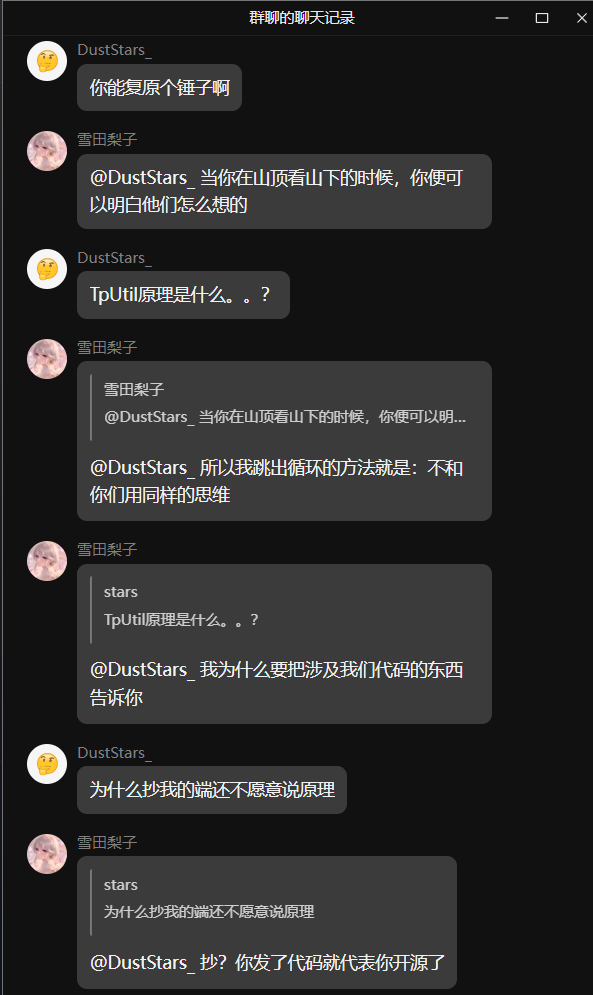 群聊的聊天记录
DustStars_
你能复原个锤子啊
雪田梨子
@DustStars_ 当你在山顶看山下的时候，你便可
以明白他们怎么想的
DustStars_
TpUtil原理是什么。。？
雪田梨子
雪田梨子
@DustStars_ 当你在山顶看山下的时候，你便可以明...
@DustStars_ 所以我跳出循环的方法就是：不和
你们用同样的思维
雪田梨子
stars
TpUtil原理是什么。。？
@DustStars_ 我为什么要把涉及我们代码的东西
告诉你
DustStars_
为什么抄我的端还不愿意说原理
雪田梨子
stars
为什么抄我的端还不愿意说原理
@DustStars_ 抄？你发了代码就代表你开源了